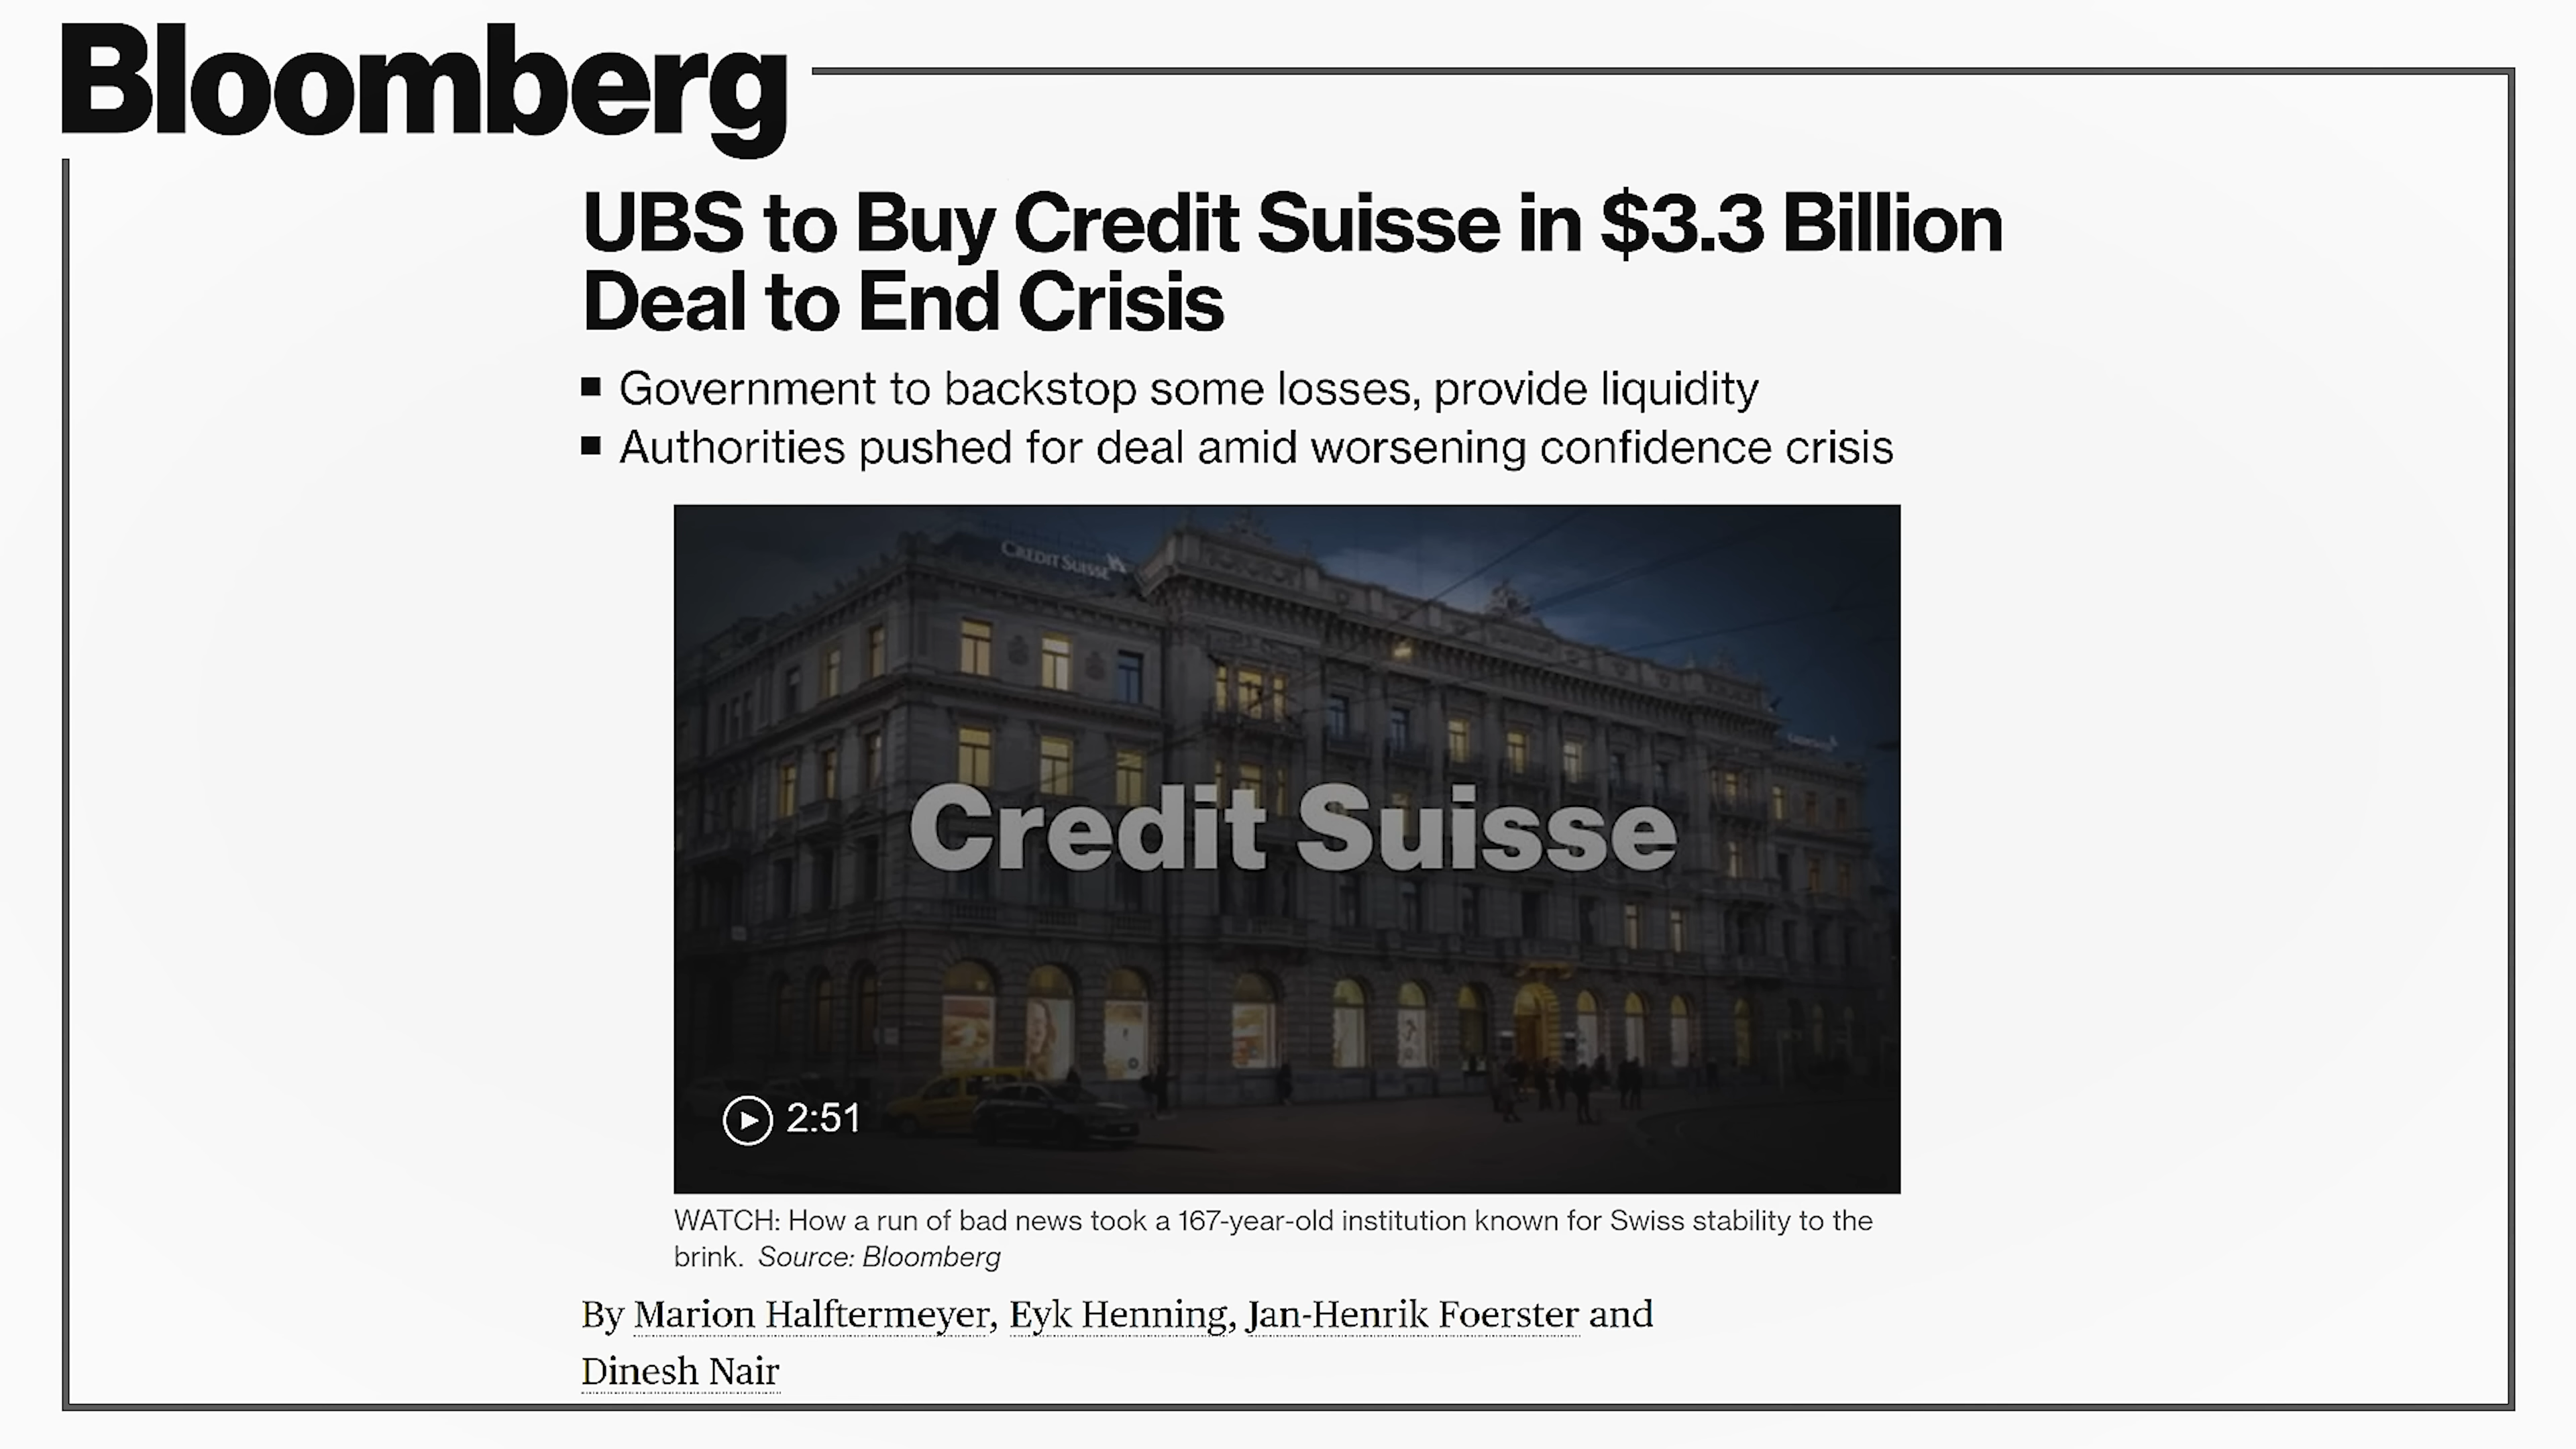 Bloomberg
UBS to Buy Credit Suisse in $3.3 Billion
Deal to End Crisis
■ Government to backstop some losses, provide liquidity
■ Authorities pushed for deal amid worsening confidence crisis
CREDIT SUISSE
Credit Suisse
2:51
WATCH: How a run of bad news took a 167-year-old institution known for Swiss stability to the
brink. Source: Bloomberg
By Marion Halftermeyer, Eyk Henning, Jan-Henrik Foerster and
Dinesh Nair